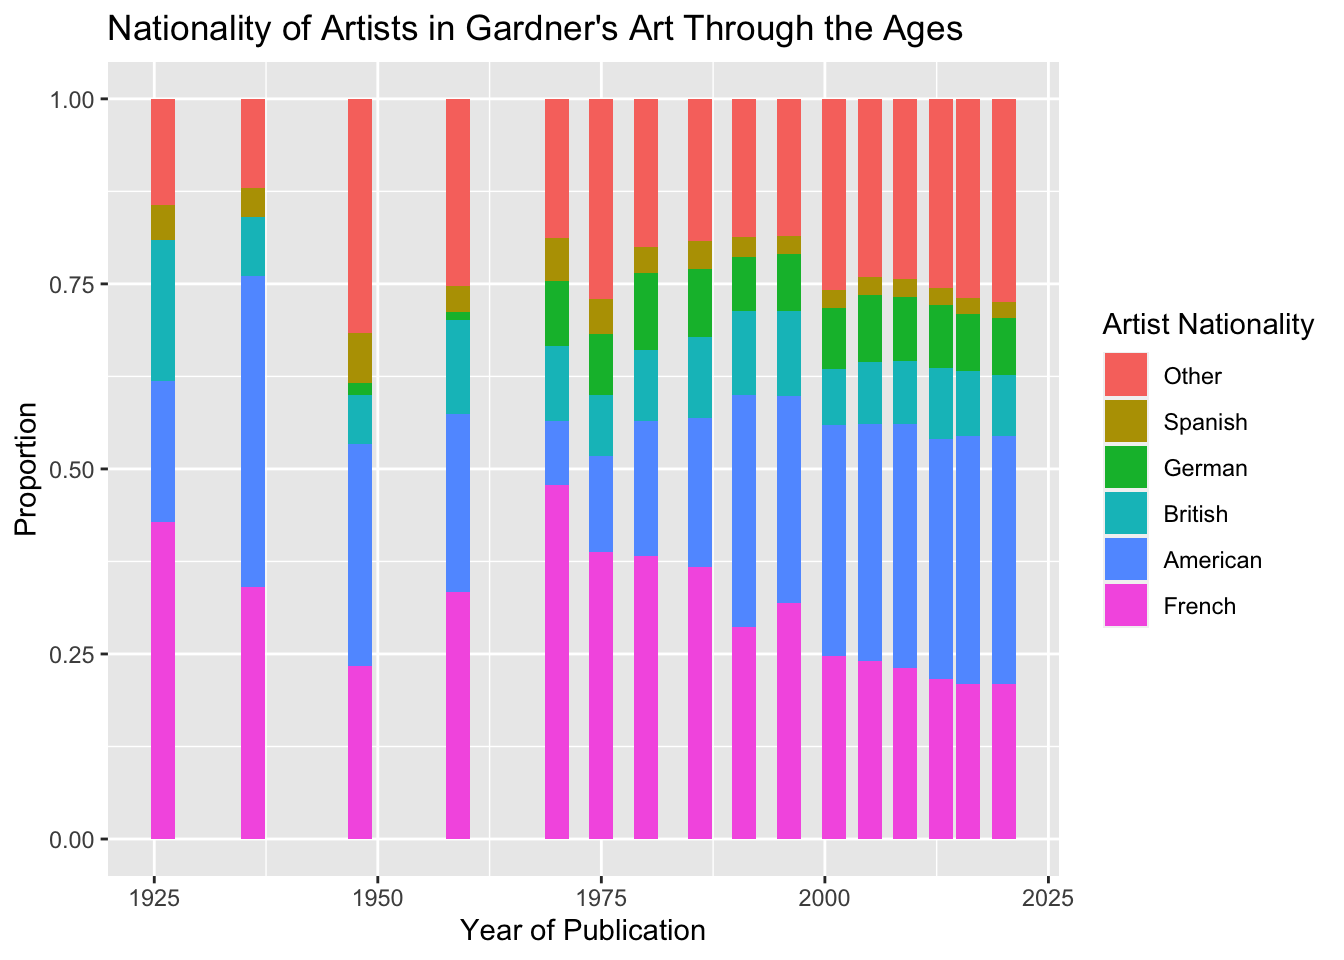 Nationality of Artists in Gardner's Art Through the Ages
1.00
0.75
0.50
0.25
0.00
Proportion
1925 1950 1975 2000 2025
Year of Publication
Artist Nationality
Other
Spanish
German
British
American
French